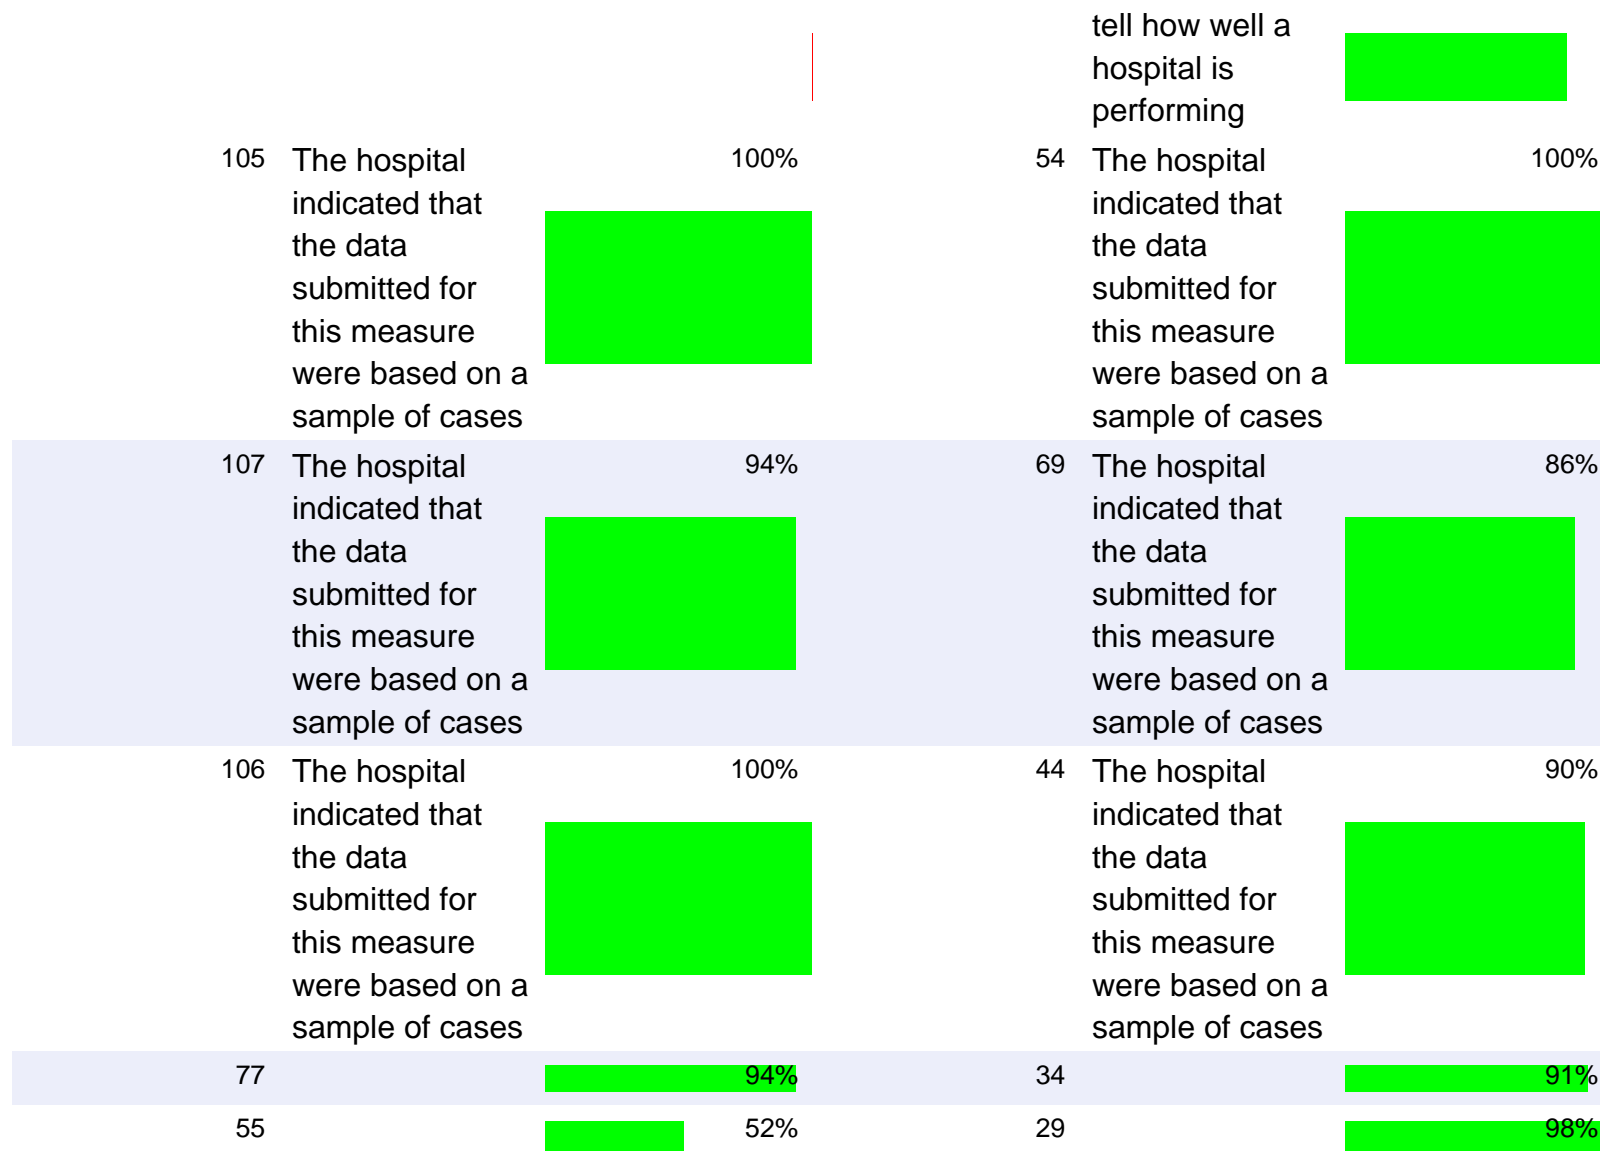 tell how well a
hospital is
performing
105 The hospital 100% 54 The hospital 100%
indicated that indicated that
the data the data
submitted for submitted for
this measure this measure
were based on a were based on a
sample of cases sample of cases
107 The hospital 94% 69 The hospital 86%
indicated that indicated that
the data the data
submitted for submitted for
this measure this measure
were based on a were based on a
sample of cases sample of cases
106 The hospital 100% 44 The hospital 90%
indicated that indicated that
the data the data
submitted for submitted for
this measure this measure
were based on a were based on a
sample of cases sample of cases
77 94% 34 91%
55 52% 29 98%